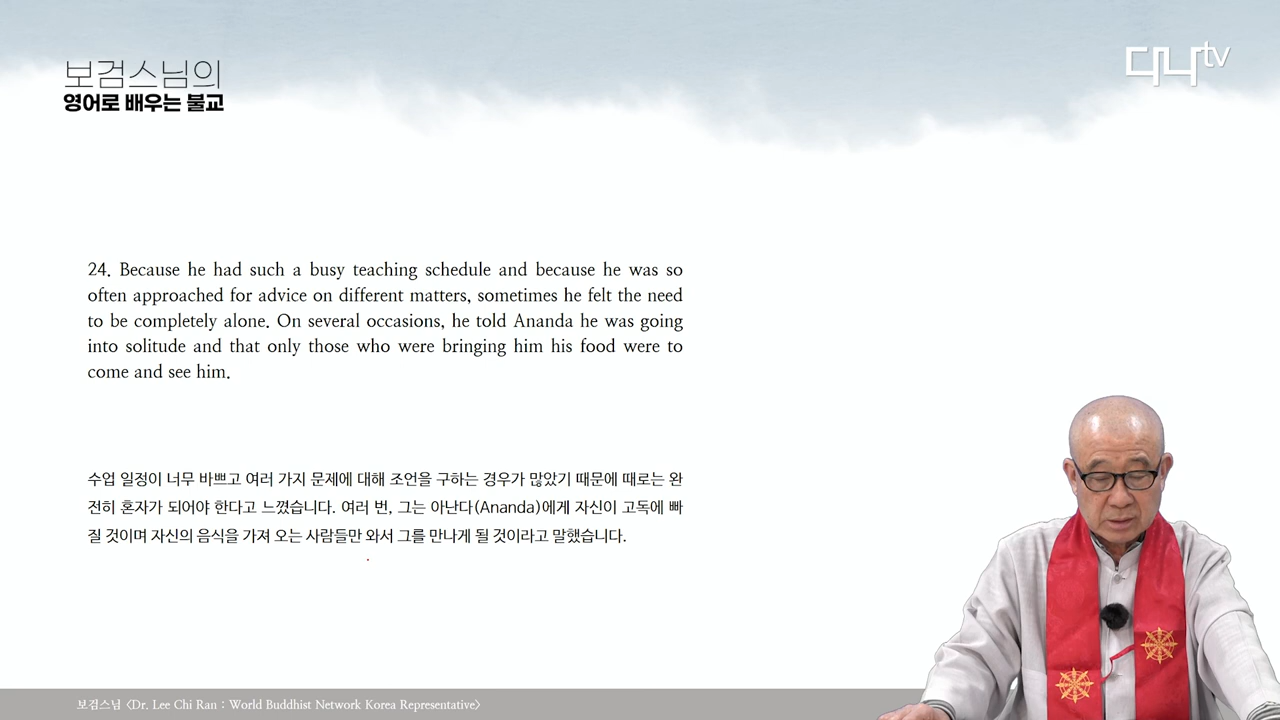 보검스님의
영어로 배우는 불교
다나tv
24. Because he had such a busy teaching schedule and because he was so
often approached for advice on different matters, sometimes he felt the need
to be completely alone. On several occasions, he told Ananda he was going
into solitude and that only those who were bringing him his food were to
come and see him.
수업 일정이 너무 바쁘고 여러 가지 문제에 대해 조언을 구하는 경우가 많았기 때문에 때로는 완
전히 혼자가 되어야 한다고 느꼈습니다. 여러 번, 그는 아난다(Ananda)에게 자신이 고독에 빠
질 것이며 자신의 음식을 가져 오는 사람들만 와서 그를 만나게 될 것이라고 말했습니다.
보검스님 <Dr. Lee Chi Ran : World Buddhist Network Korea Representative>